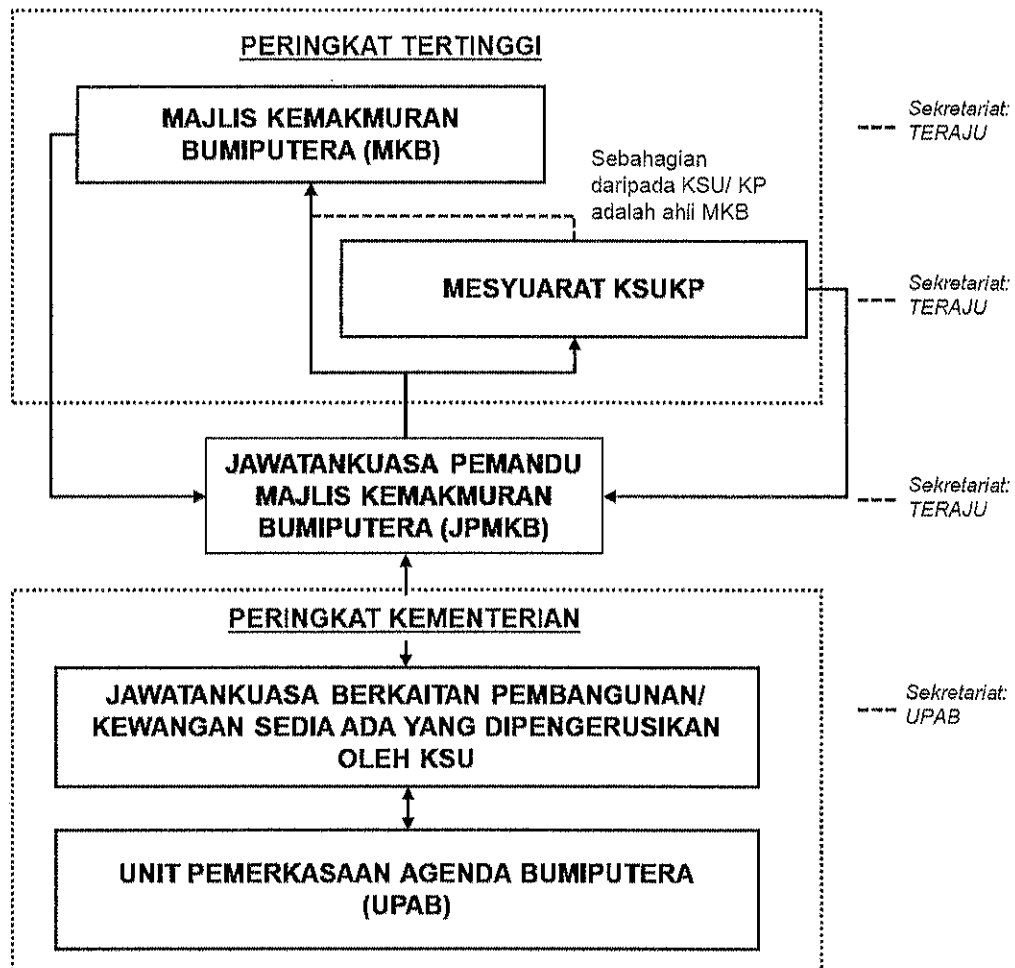 PERINGKAT TERTINGGI
MAJLIS KEMAKMURAN
BUMIPUTERA (MKB)
Sekretariat:
TERAJU
Sebahagian
daripada KSU/ KP
adalah ahli MKB
MESYUARAT KSUKP
Sekretariat:
TERAJU
JAWATANKUASA PEMANDU
MAJLIS KEMAKMURAN
BUMIPUTERA (JPMKB)
Sekretariat:
TERAJU
PERINGKAT KEMENTERIAN
JAWATANKUASA BERKAITAN PEMBANGUNAN/
KEWANGAN SEDIA ADA YANG DIPENGERUSIKAN
OLEH KSU
Sekretariat:
UPAB
UNIT PEMERKASAAN AGENDA BUMIPUTERA
(UPAB)